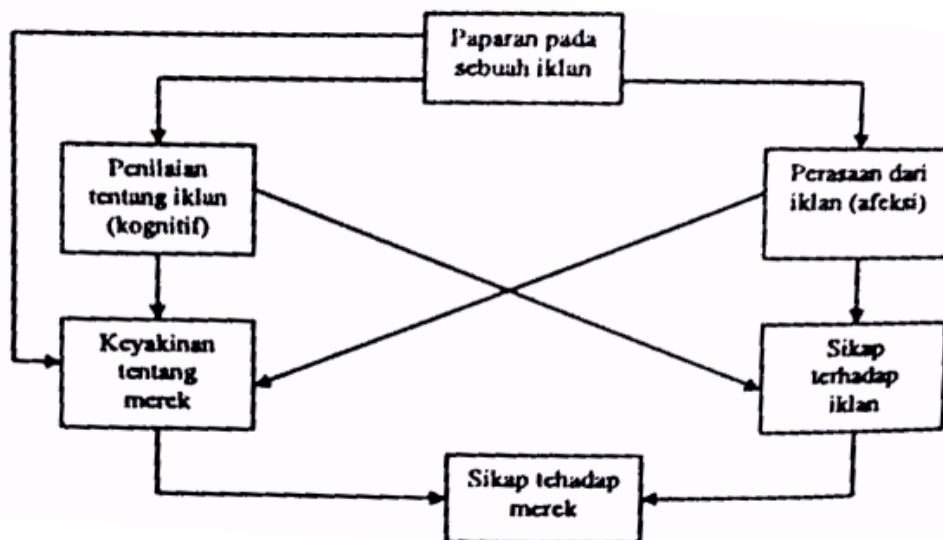 Paparan pada
sebuah iklan
Penilaian
tentang iklan
(kognitif)
Perasaan dari
iklan (afeksi)
Keyakinan
tentang
merek
Sikap
terhadap
iklan
Sikap tehadap
merek